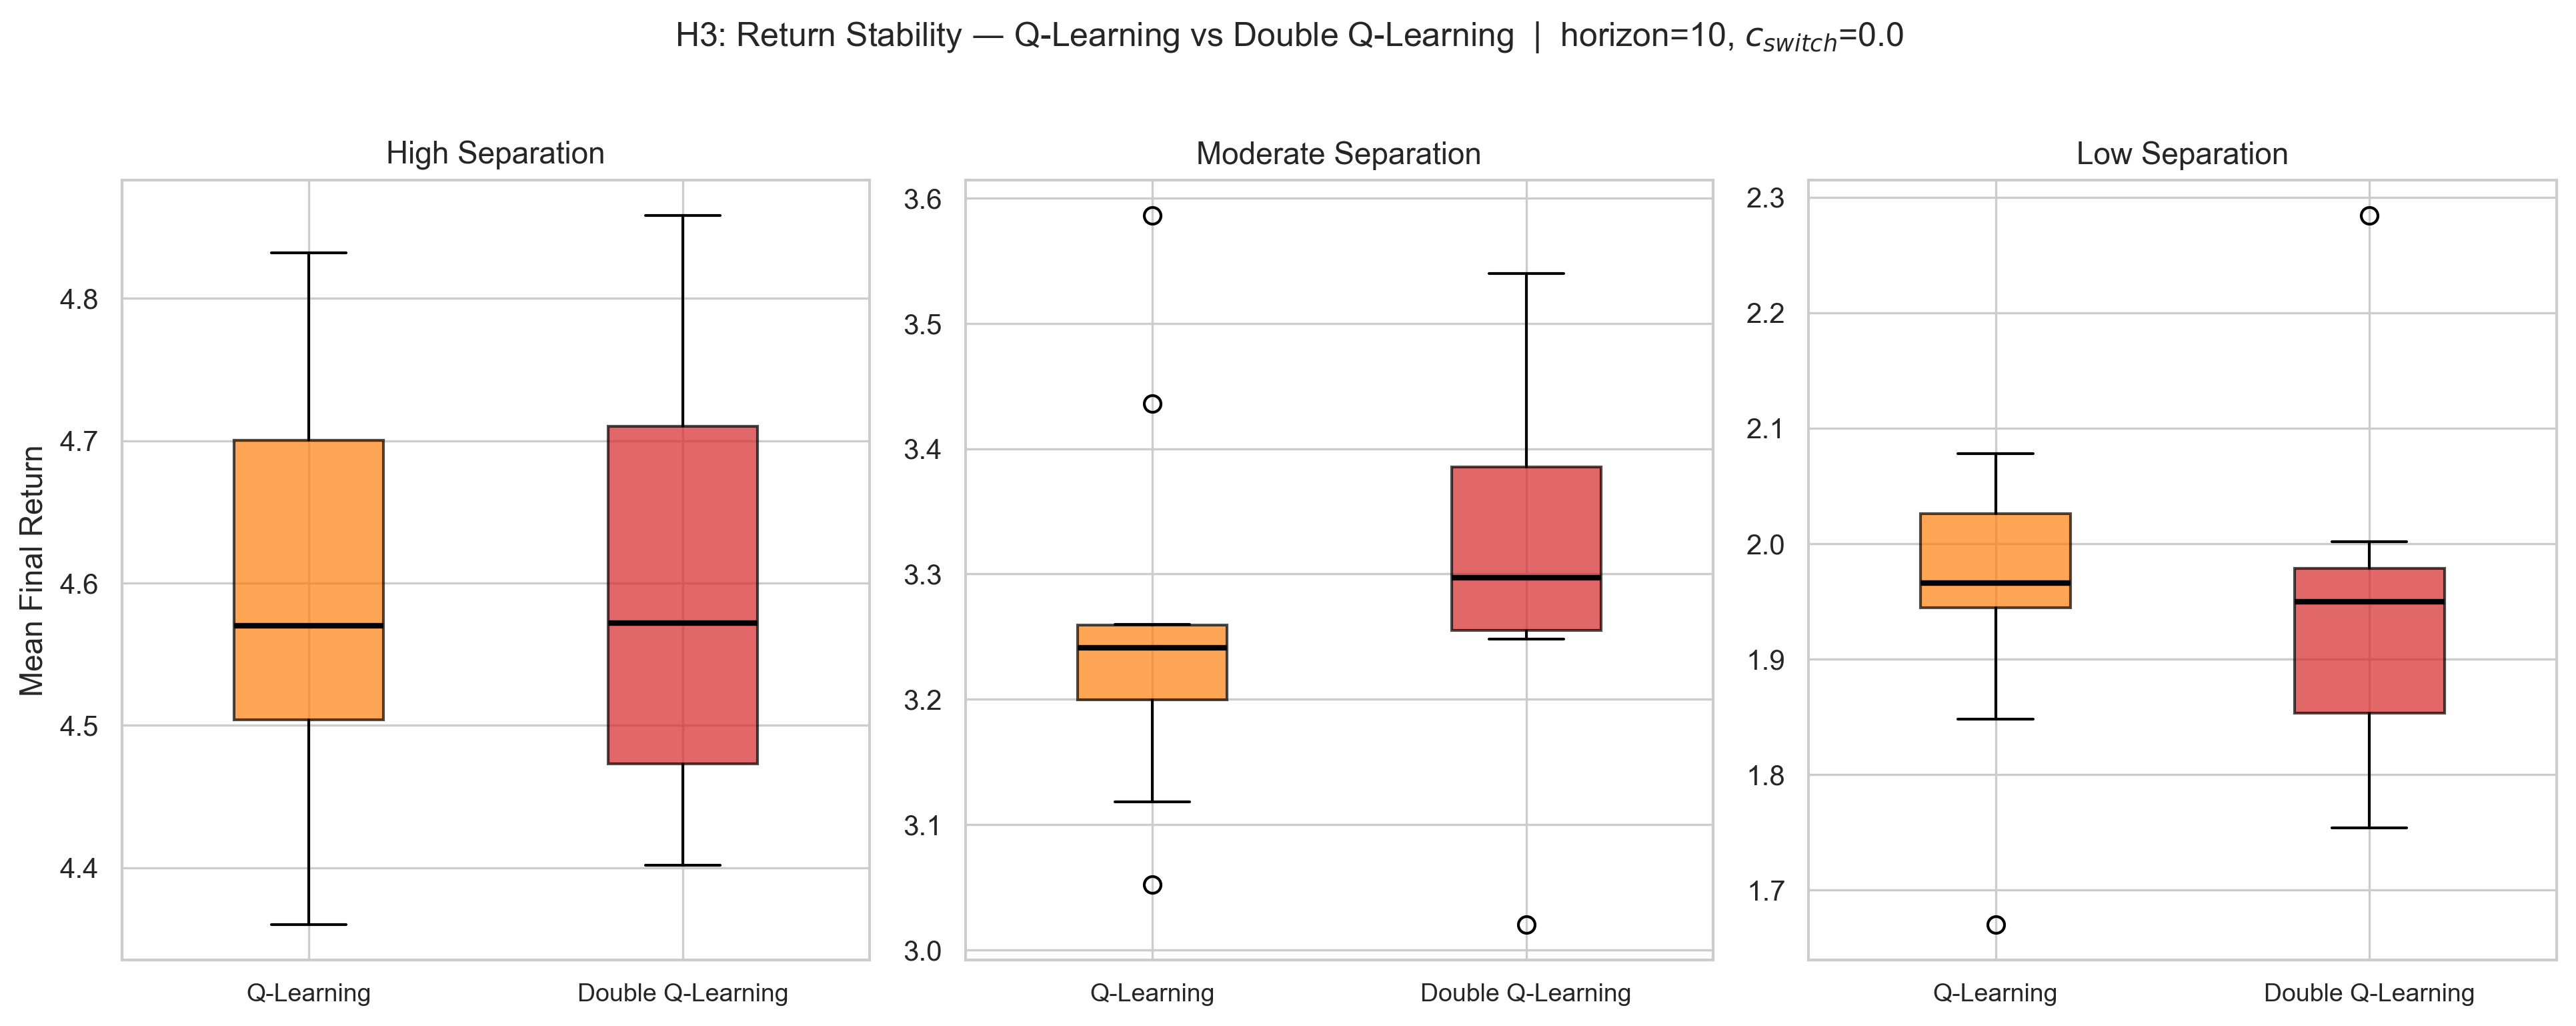 H3: Return Stability — Q-Learning vs Double Q-Learning | horizon=10, c_switch=0.0
High Separation
Moderate Separation
Low Separation
Mean Final Return
4.8
4.7
4.6
4.5
4.4
Q-Learning
Double Q-Learning
3.6
3.5
3.4
3.3
3.2
3.1
3.0
Q-Learning
Double Q-Learning
2.3
2.2
2.1
2.0
1.9
1.8
1.7
Q-Learning
Double Q-Learning